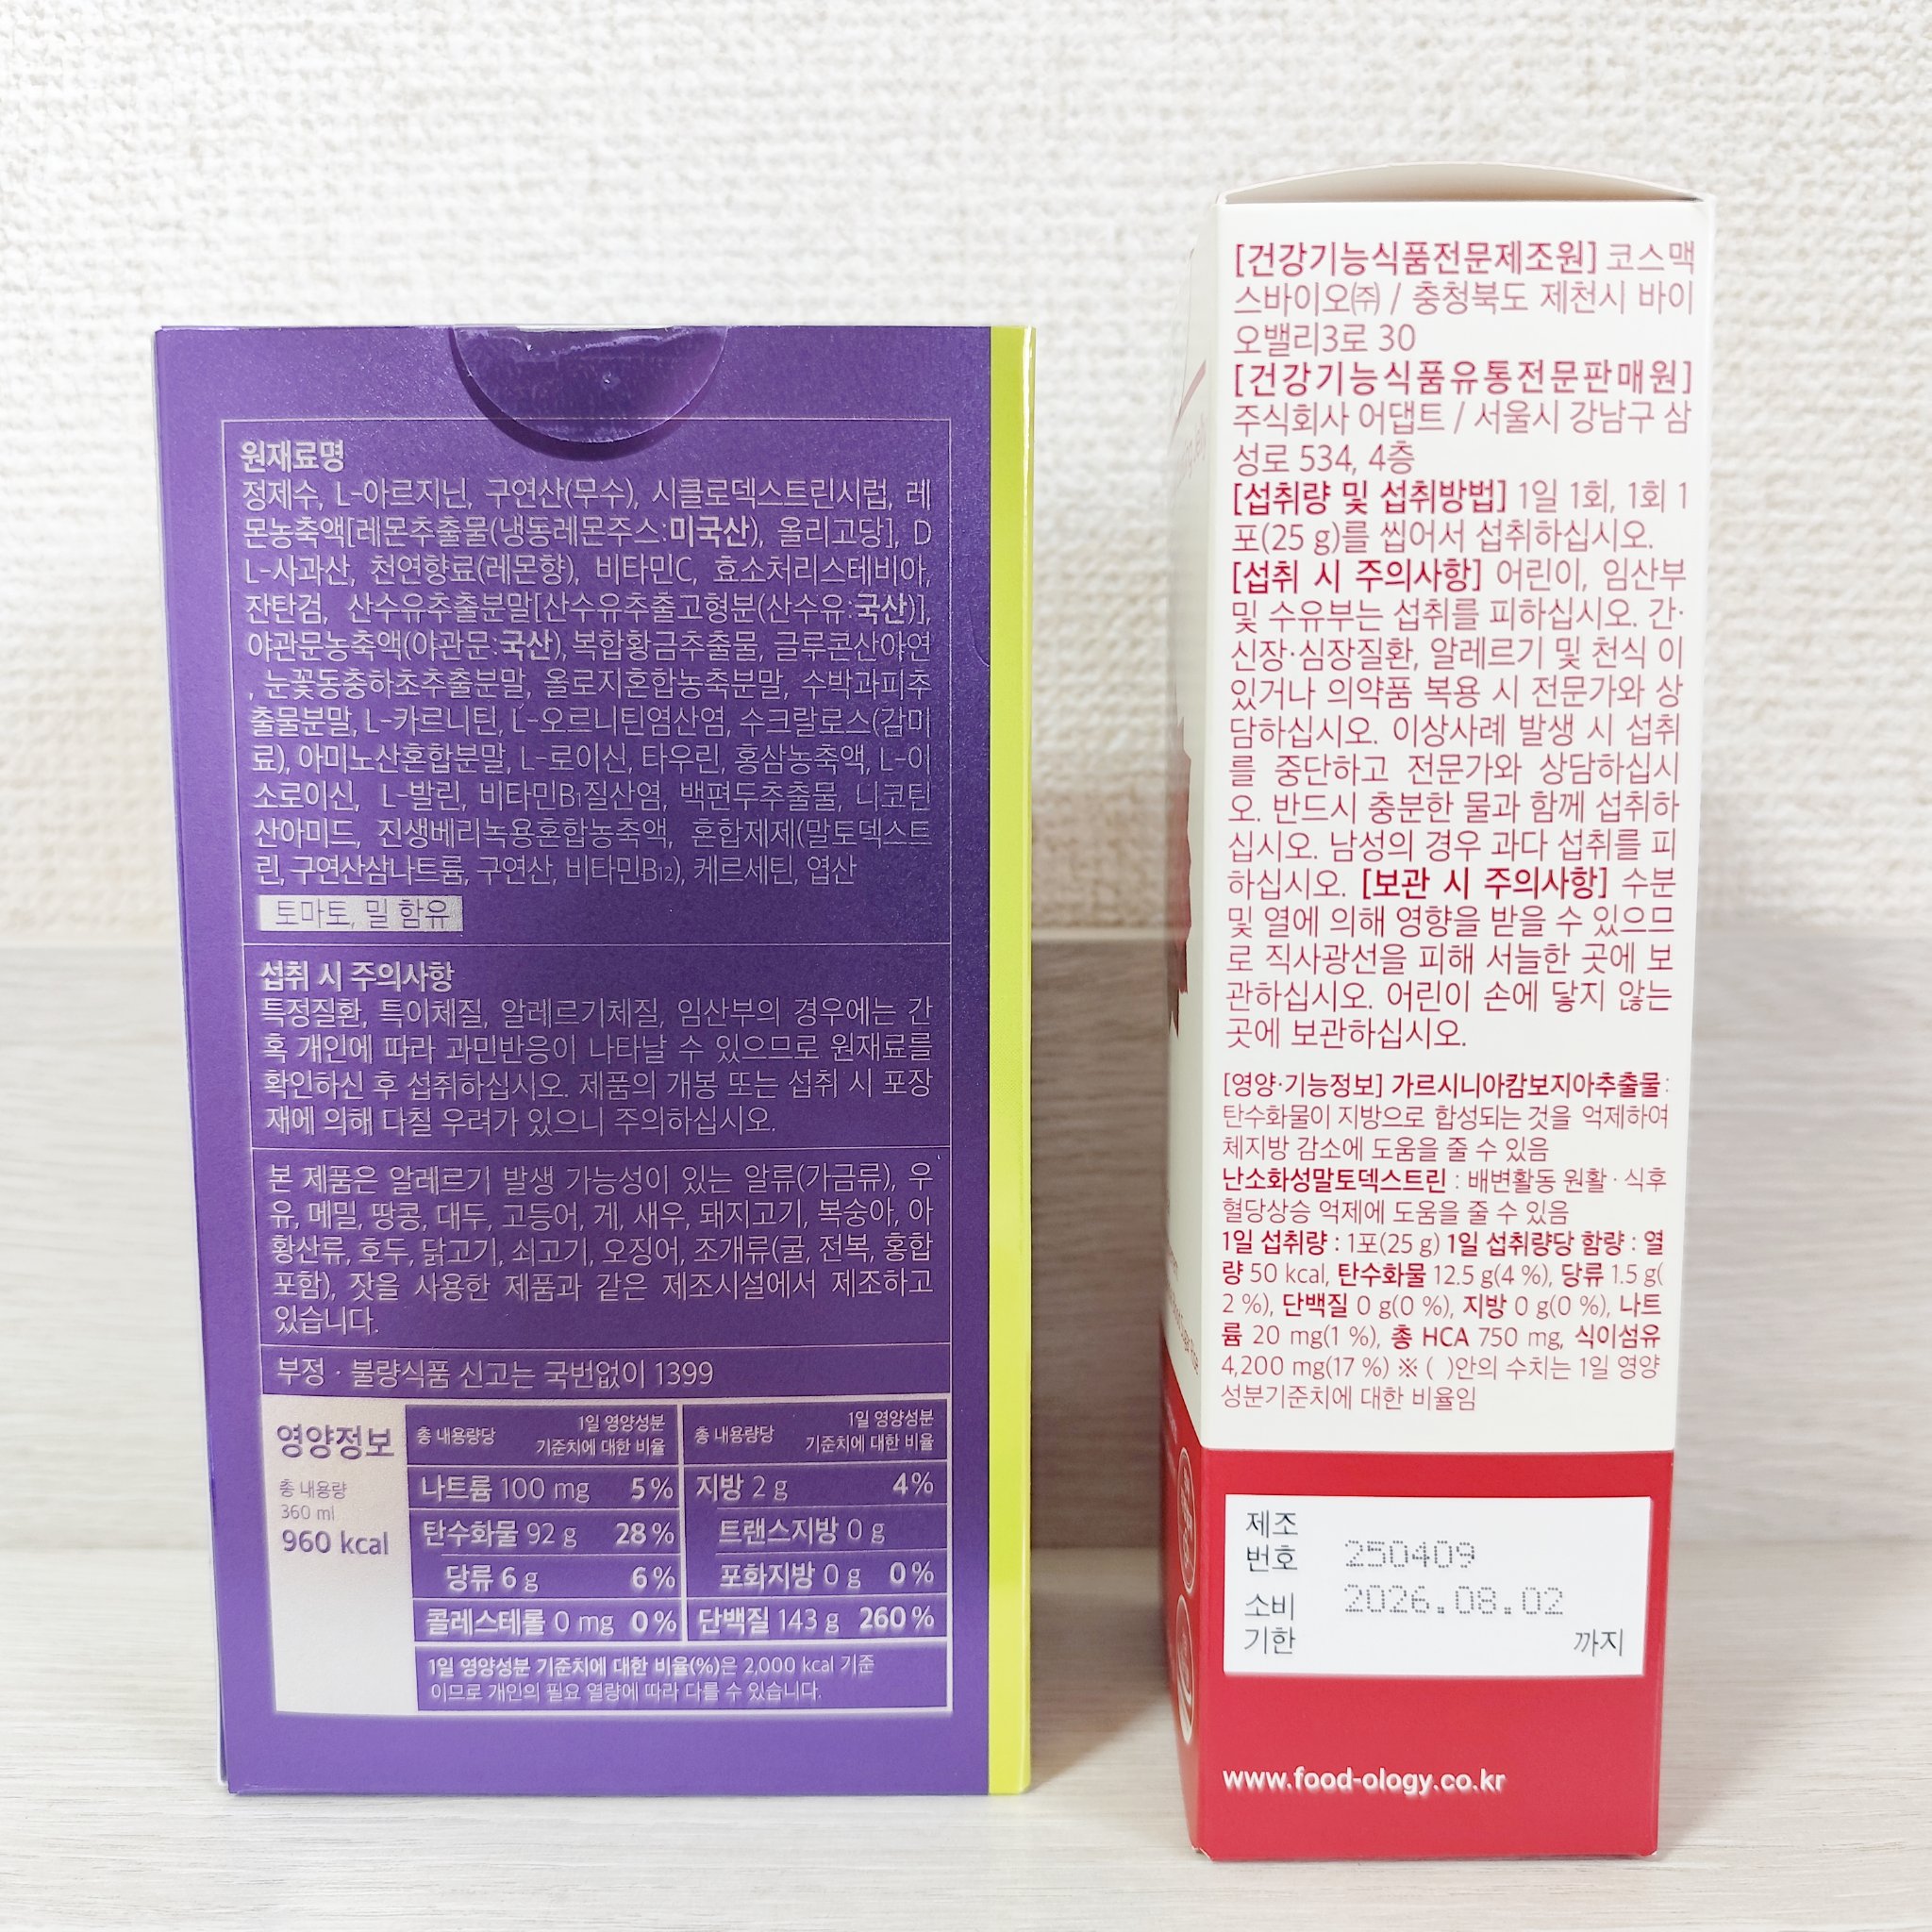 원재료명
정제수, L-아르지닌, 구연산(무수), 시클로덱스트린시럽, 레
몬농축액[레몬추출물(냉동레몬주스:미국산), 올리고당], D
L-사과산, 천연향료(레몬향), 비타민C, 효소처리스테비아,
잔탄검, 산수유추출분말[산수유추출고형분(산수유:국산)],
야관문농축액(야관문:국산), 복합황금추출물, 글루콘산아연
, 눈꽃동충하초추출분말, 올로지혼합농축분말, 수박과피추
출물분말, L-카르니틴, L-오르니틴염산염, 수크랄로스(감미
료), 아미노산혼합분말, L-로이신, 타우린, 홍삼농축액, L-이
소로이신, L-발린, 비타민B1질산염, 백편두추출물, 니코틴
산아미드, 진생베리녹용혼합농축액, 혼합제제(말토덱스트
린, 구연산삼나트륨, 구연산, 비타민B12), 케르세틴, 엽산
토마토, 밀 함유
섭취 시 주의사항
특정질환, 특이체질, 알레르기체질, 임산부의 경우에는 간
혹 개인에 따라 과민반응이 나타날 수 있으므로 원재료를
확인하신 후 섭취하십시오. 제품의 개봉 또는 섭취 시 포장
재에 의해 다칠 우려가 있으니 주의하십시오.
본 제품은 알레르기 발생 가능성이 있는 알류(가금류), 우
유, 메밀, 땅콩, 대두, 고등어, 게, 새우, 돼지고기, 복숭아, 아
황산류, 호두, 닭고기, 쇠고기, 오징어, 조개류(굴, 전복, 홍합
포함), 잣을 사용한 제품과 같은 제조시설에서 제조하고
있습니다.
부정 · 불량식품 신고는 국번없이 1399
영양정보
총 내용량
360 ml
960 kcal
총 내용량당 1일 영양성분 기준치에 대한 비율 총 내용량당 1일 영양성분 기준치에 대한 비율
나트륨 100 mg 5% 지방 2 g 4%
탄수화물 92 g 28% 트랜스지방 0 g
당류 6 g 6% 포화지방 0 g 0%
콜레스테롤 0 mg 0% 단백질 143 g 260%
1일 영양성분 기준치에 대한 비율(%)은 2,000 kcal 기준
이므로 개인의 필요 열량에 따라 다를 수 있습니다.
[건강기능식품전문제조원] 코스맥
스바이오㈜ / 충청북도 제천시 바이
오밸리3로 30
[건강기능식품유통전문판매원]
주식회사 어댑트 / 서울시 강남구 삼
성로 534, 4층
[섭취량 및 섭취방법] 1일 1회, 1회 1
포(25 g)를 씹어서 섭취하십시오.
[섭취 시 주의사항] 어린이, 임산부
및 수유부는 섭취를 피하십시오. 간·
신장·심장질환, 알레르기 및 천식 이
있거나 의약품 복용 시 전문가와 상
담하십시오. 이상사례 발생 시 섭취
를 중단하고 전문가와 상담하십시
오. 반드시 충분한 물과 함께 섭취하
십시오. 남성의 경우 과다 섭취를 피
하십시오. [보관 시 주의사항] 수분
및 열에 의해 영향을 받을 수 있으므
로 직사광선을 피해 서늘한 곳에 보
관하십시오. 어린이 손에 닿지 않는
곳에 보관하십시오.
[영양·기능정보] 가르시니아캄보지아추출물 :
탄수화물이 지방으로 합성되는 것을 억제하여
체지방 감소에 도움을 줄 수 있음
난소화성말토덱스트린 : 배변활동 원활 · 식후
혈당상승 억제에 도움을 줄 수 있음
1일 섭취량 : 1포(25 g) 1일 섭취량당 함량 : 열
량 50 kcal, 탄수화물 12.5 g(4 %), 당류 1.5 g(
2 %), 단백질 0 g(0 %), 지방 0 g(0 %), 나트
륨 20 mg(1 %), 총 HCA 750 mg, 식이섬유
4,200 mg(17 %) ※ ( )안의 수치는 1일 영양
성분기준치에 대한 비율임
제조
번호 250409
소비 2026.08.02
기한 까지
www.food-ology.co.kr